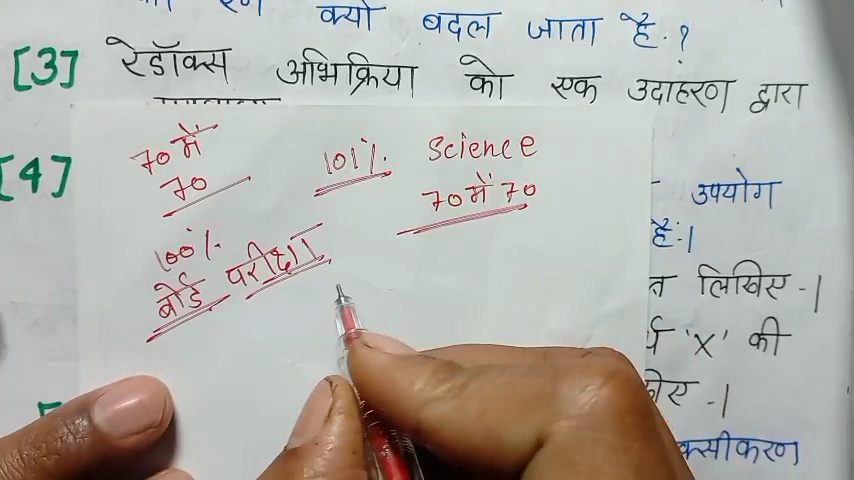 रंग क्यो बदल जाता है.?
[3] रेडॉक्स अभिक्रिया को एक उदाहरण द्वारा
70 में
70
101%.
Science
70 में 70
100%.
बोर्ड परीक्षा
[4]
उपयोग
है।
लिखिए -|
'X' की
क्सीकरण